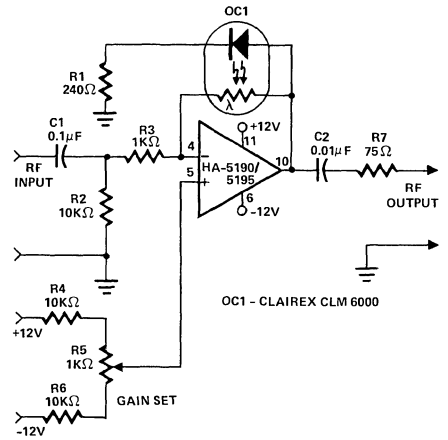 OC1
R1
240Ω
λ
C1
0.1μF
R3
1KΩ
+12V
11
4
−
HA-5190/
5195
10
5
+
6
-12V
C2
0.01μF
R7
75Ω
RF
INPUT
RF
OUTPUT
R2
10KΩ
R4
10KΩ
+12V
OC1 – CLAIREX CLM 6000
R5
1KΩ
GAIN SET
R6
10KΩ
-12V